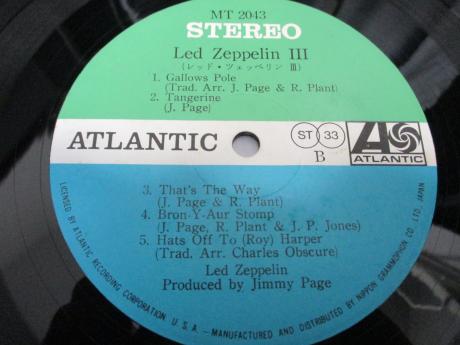 MT 2043
STEREO
Led Zeppelin III
(レッド・ツェッペリン Ⅲ)
1. Gallows Pole
(Trad. Arr. J. Page & R. Plant)
2. Tangerine
(J. Page)
ATLANTIC
ST 33
B
ATLANTIC
3. That's The Way
(J. Page & R. Plant)
4. Bron-Y-Aur Stomp
(J. Page, R. Plant & J. P. Jones)
5. Hats Off To (Roy) Harper
(Trad. Arr. Charles Obscure)
Led Zeppelin
Produced by Jimmy Page
LICENSED BY ATLANTIC RECORDING CORPORATION U.S.A.-MANUFACTURED AND DISTRIBUTED BY NIPPON GRAMMOPHON CO. LTD., JAPAN